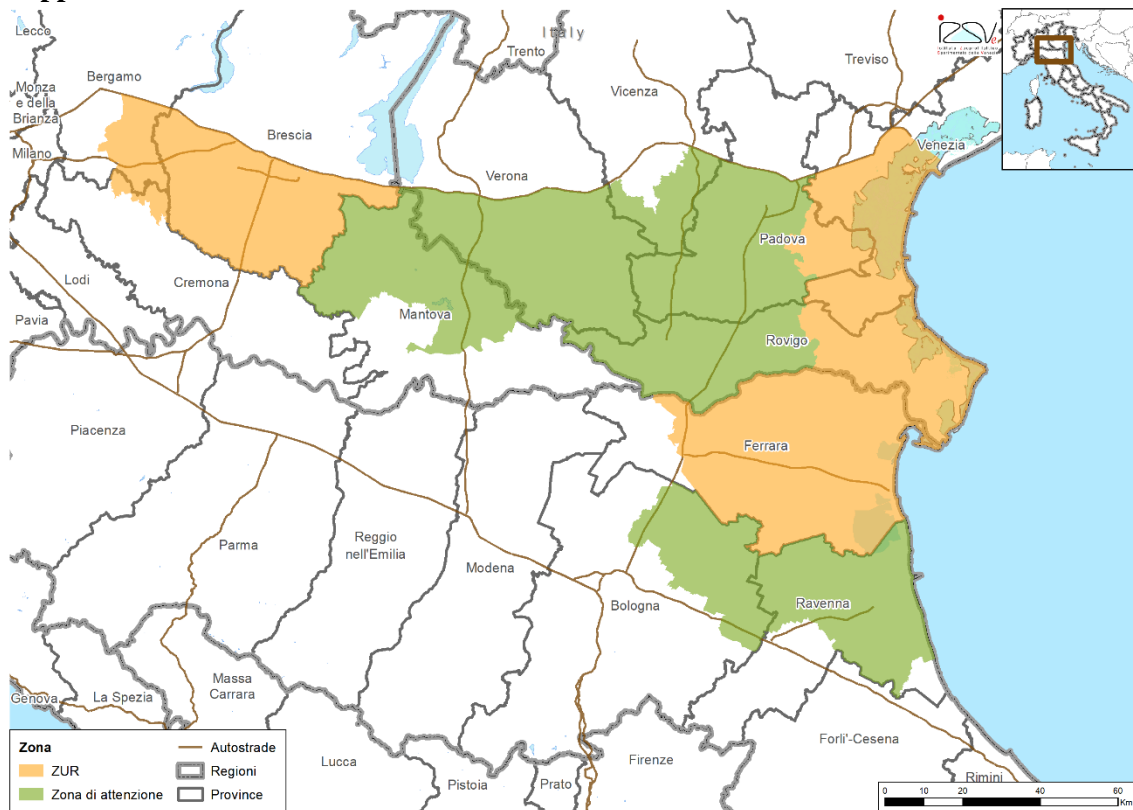 Lecco
Italy
Trento
Treviso
Bergamo
Monza
e della
Brianza
Vicenza
Brescia
Venezia
Milano
Verona
Padova
Lodi
Cremona
Mantova
Pavia
Rovigo
Piacenza
Ferrara
Parma
Reggio
nell'Emilia
Modena
Ravenna
Bologna
Massa
Carrara
Genova
La Spezia
Forli'-Cesena
Lucca
Firenze
Pistoia
Prato
Rimini
Zona
ZUR
Zona di attenzione
Autostrade
Regioni
Province
0 10 20 40 60
Km